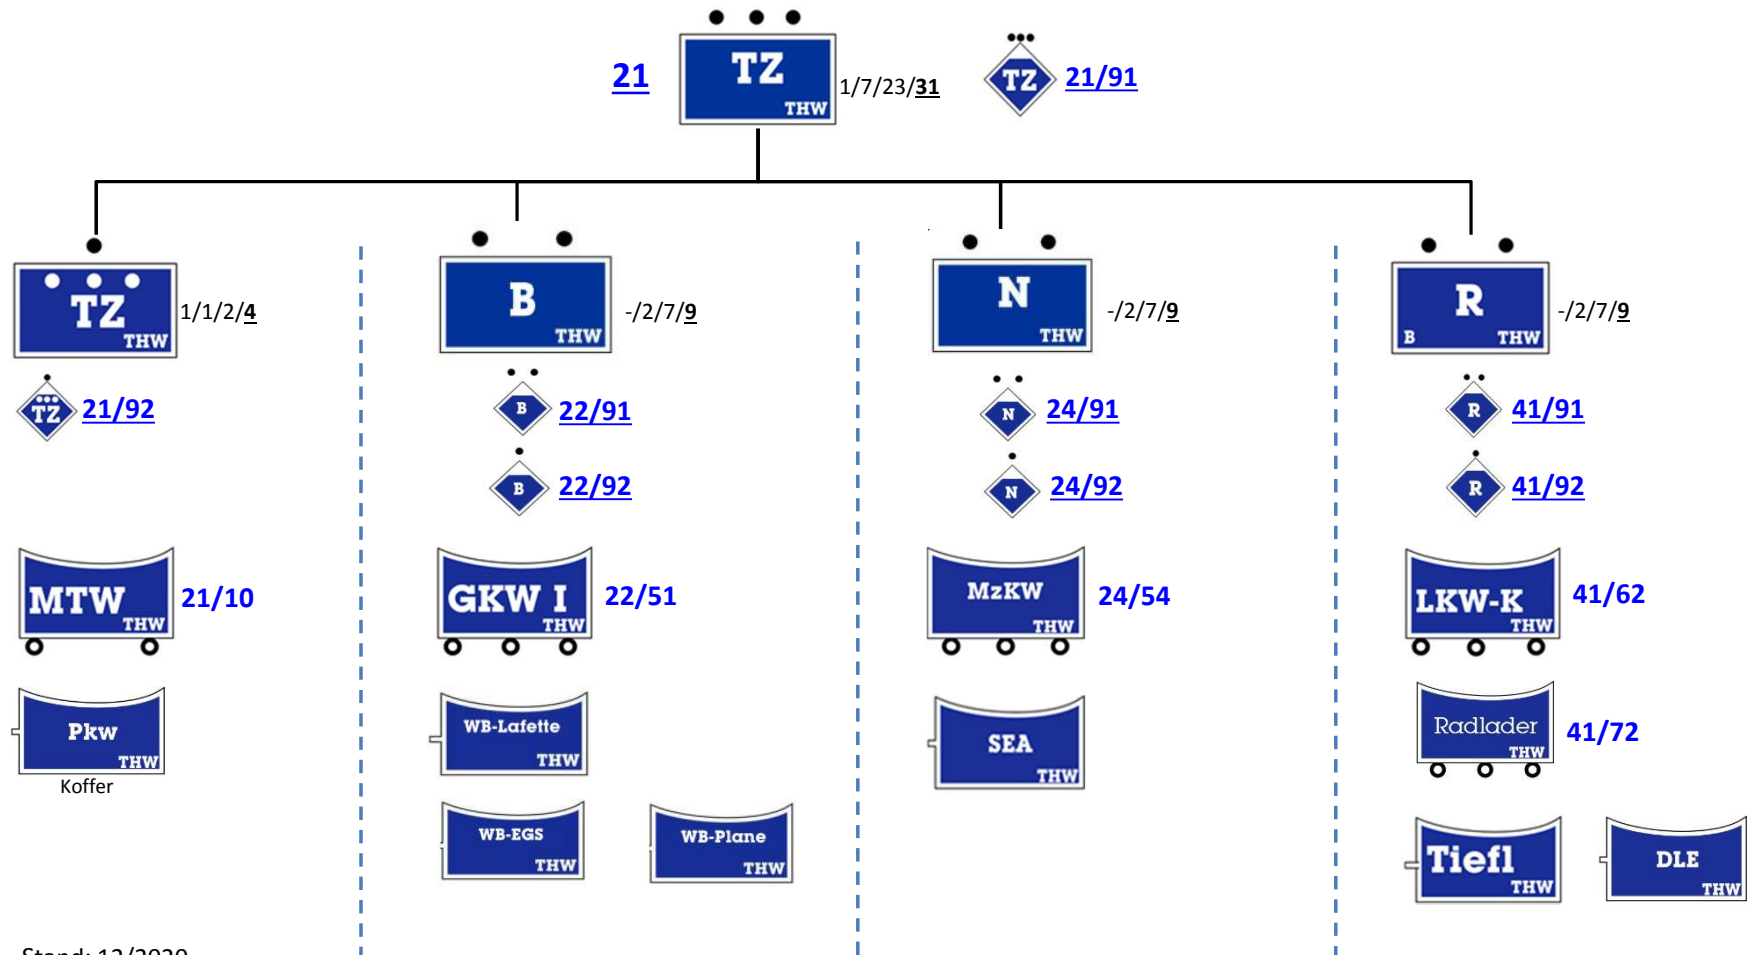 21
TZ
THW
1/7/23/31
TZ
21/91
TZ
THW
1/1/2/4
B
THW
-/2/7/9
N
THW
-/2/7/9
R
B THW
-/2/7/9
TZ
21/92
B
22/91
N
24/91
R
41/91
B
22/92
N
24/92
R
41/92
MTW
THW
21/10
GKW I
THW
22/51
MzKW
THW
24/54
LKW-K
THW
41/62
Pkw
THW
Koffer
WB-Lafette
THW
SEA
THW
Radlader
THW
41/72
WB-EGS
THW
WB-Plane
THW
Tiefl
THW
DLE
THW
Stand: 12/2020